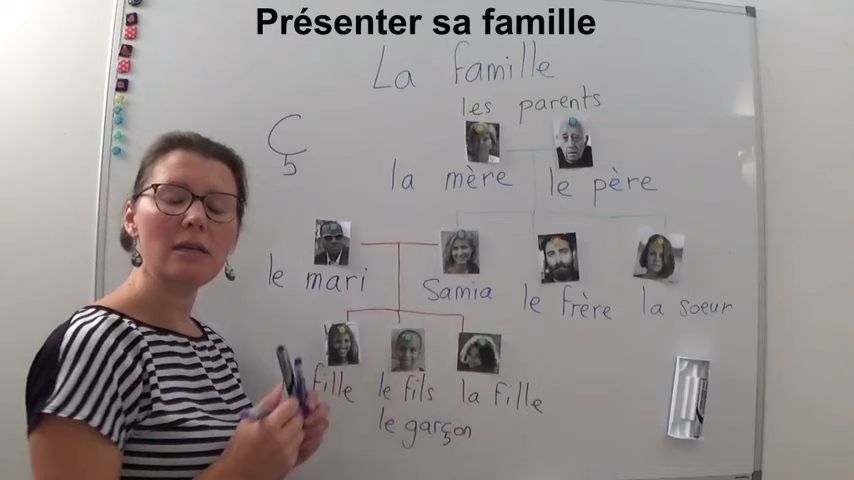 Présenter sa famille
La famille
les parents
Ç
la mère
le père
le mari
Samia
le frère
la soeur
fille
le fils
la fille
le garçon